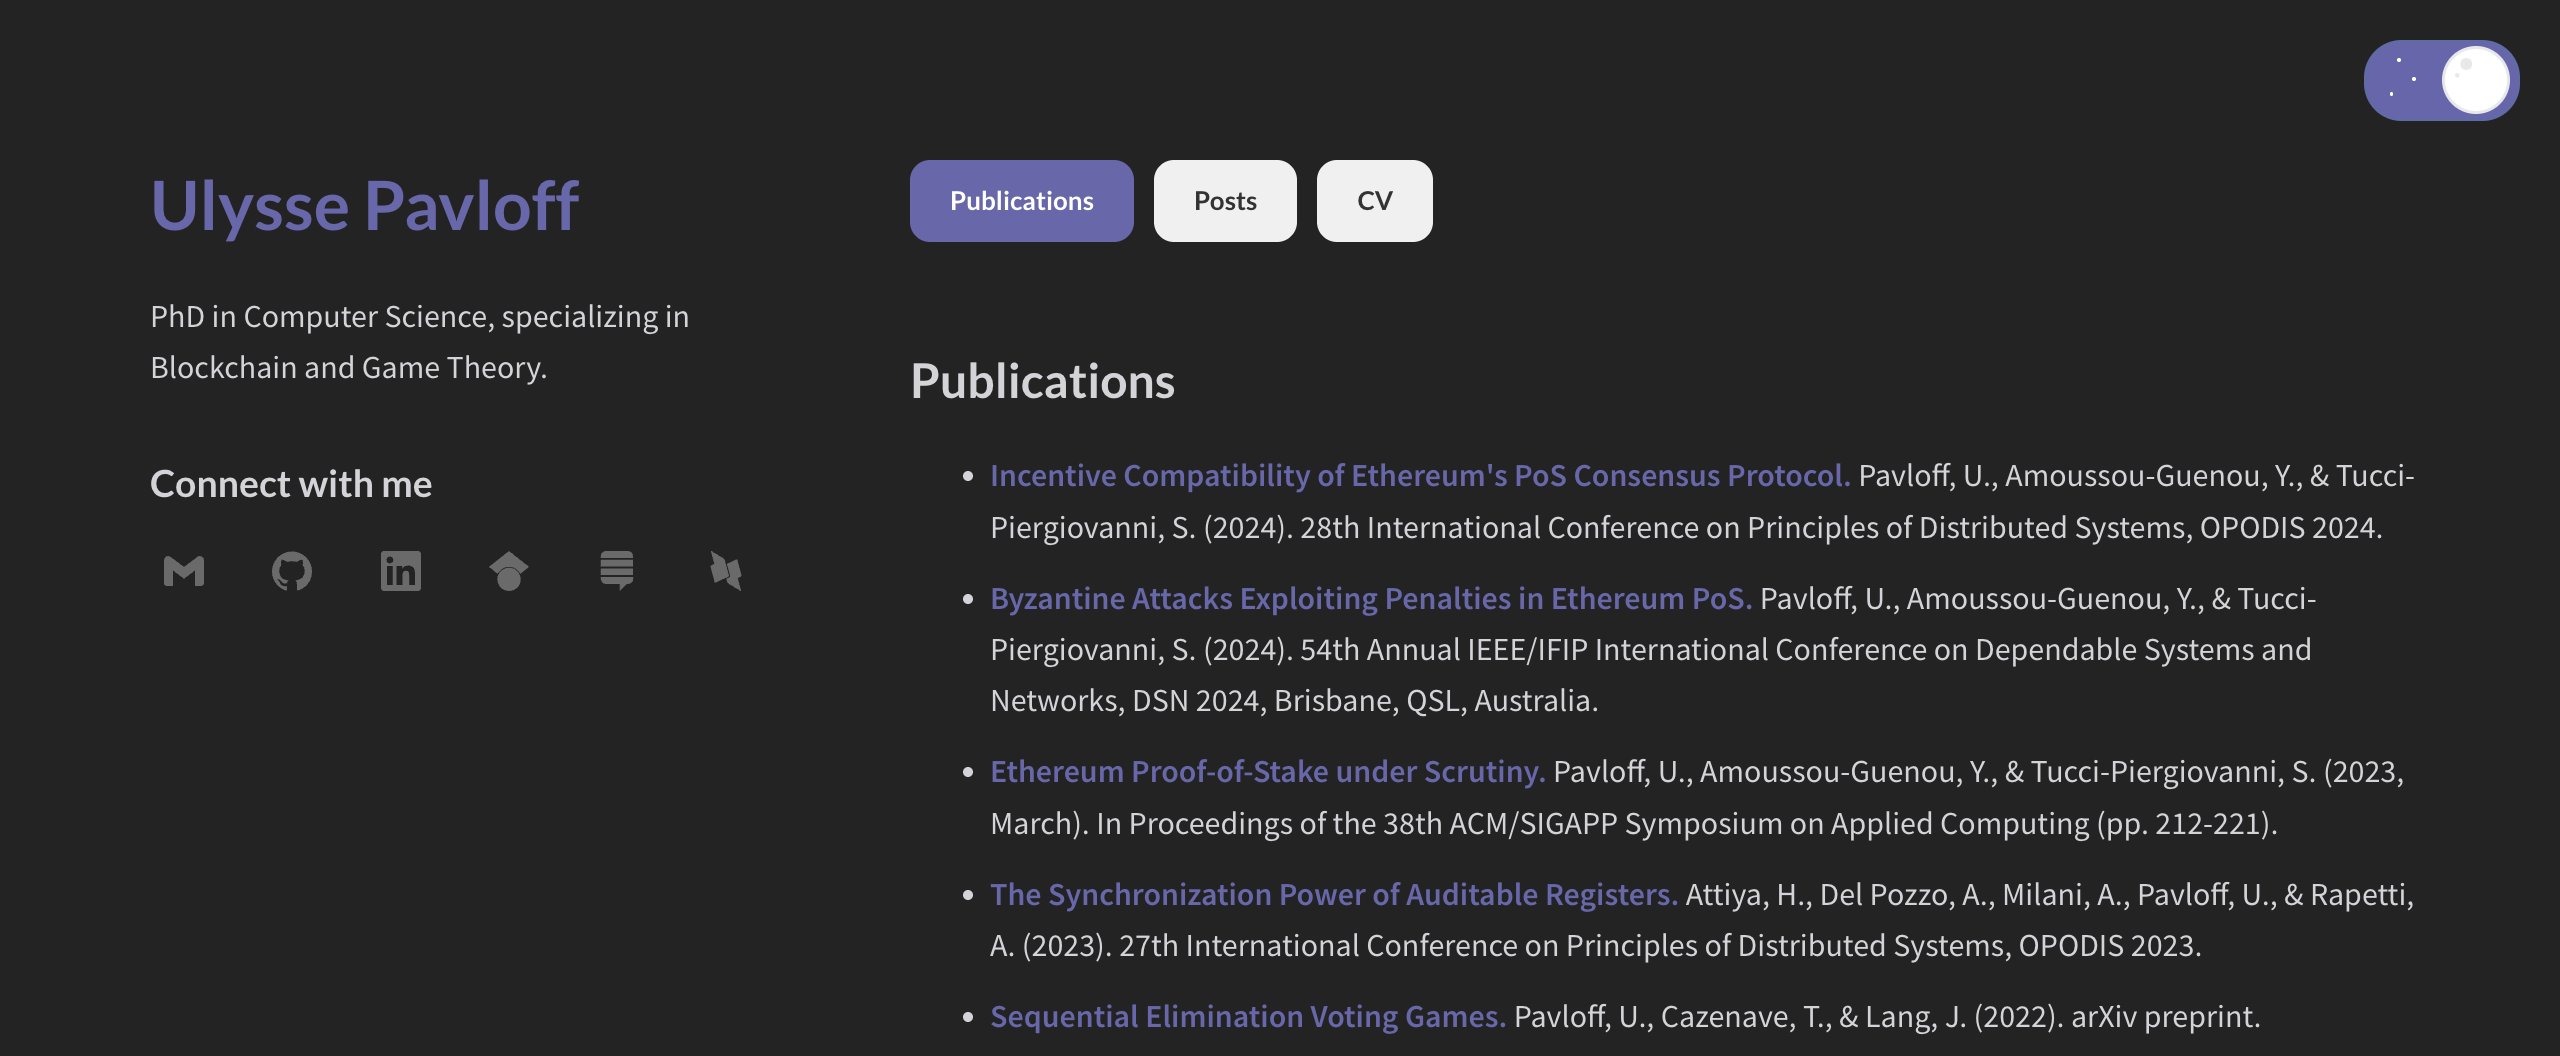 Ulysse Pavloff
PhD in Computer Science, specializing in
Blockchain and Game Theory.
Connect with me
in
Publications
Posts
CV
Publications
Incentive Compatibility of Ethereum's PoS Consensus Protocol. Pavloff, U., Amoussou-Guenou, Y., & Tucci-
Piergiovanni, S. (2024). 28th International Conference on Principles of Distributed Systems, OPODIS 2024.
Byzantine Attacks Exploiting Penalties in Ethereum PoS. Pavloff, U., Amoussou-Guenou, Y., & Tucci-
Piergiovanni, S. (2024). 54th Annual IEEE/IFIP International Conference on Dependable Systems and
Networks, DSN 2024, Brisbane, QSL, Australia.
Ethereum Proof-of-Stake under Scrutiny. Pavloff, U., Amoussou-Guenou, Y., & Tucci-Piergiovanni, S. (2023,
March). In Proceedings of the 38th ACM/SIGAPP Symposium on Applied Computing (pp. 212-221).
The Synchronization Power of Auditable Registers. Attiya, H., Del Pozzo, A., Milani, A., Pavloff, U., & Rapetti,
A. (2023). 27th International Conference on Principles of Distributed Systems, OPODIS 2023.
Sequential Elimination Voting Games. Pavloff, U., Cazenave, T., & Lang, J. (2022). arXiv preprint.